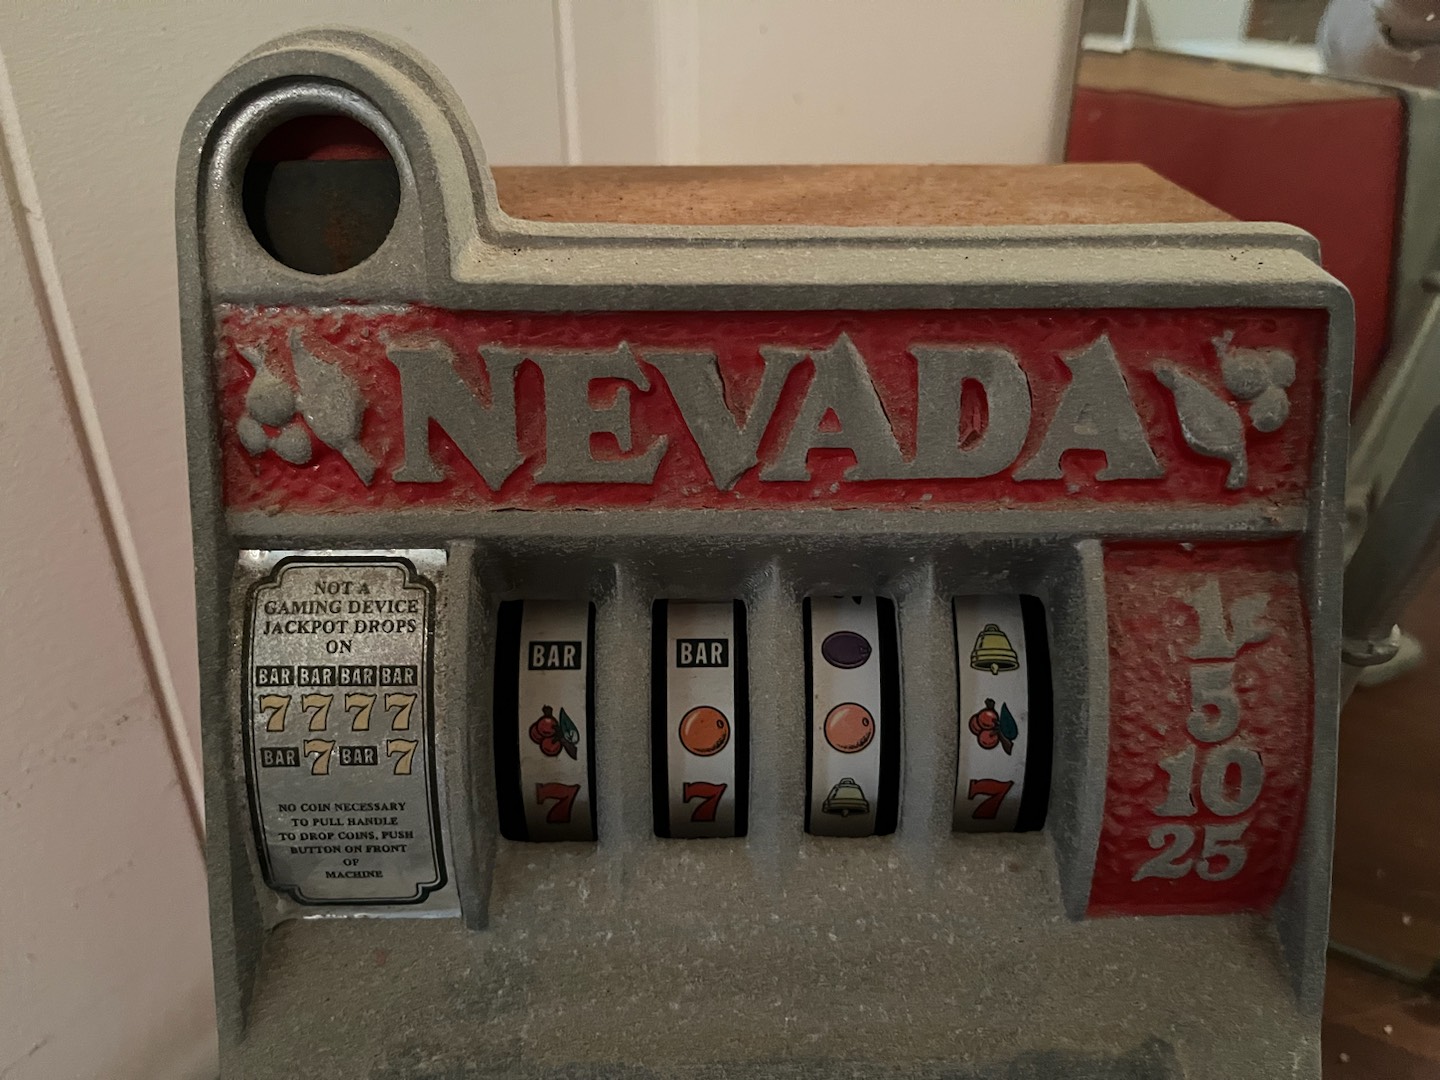 NEVADA
NOT A
GAMING DEVICE
JACKPOT DROPS
ON
BAR BAR BAR BAR
7 7 7 7
BAR 7 BAR 7
NO COIN NECESSARY
TO PULL HANDLE
TO DROP COINS, PUSH
BUTTON ON FRONT
OF
MACHINE
BAR BAR
7 7 7
1
5
10
25